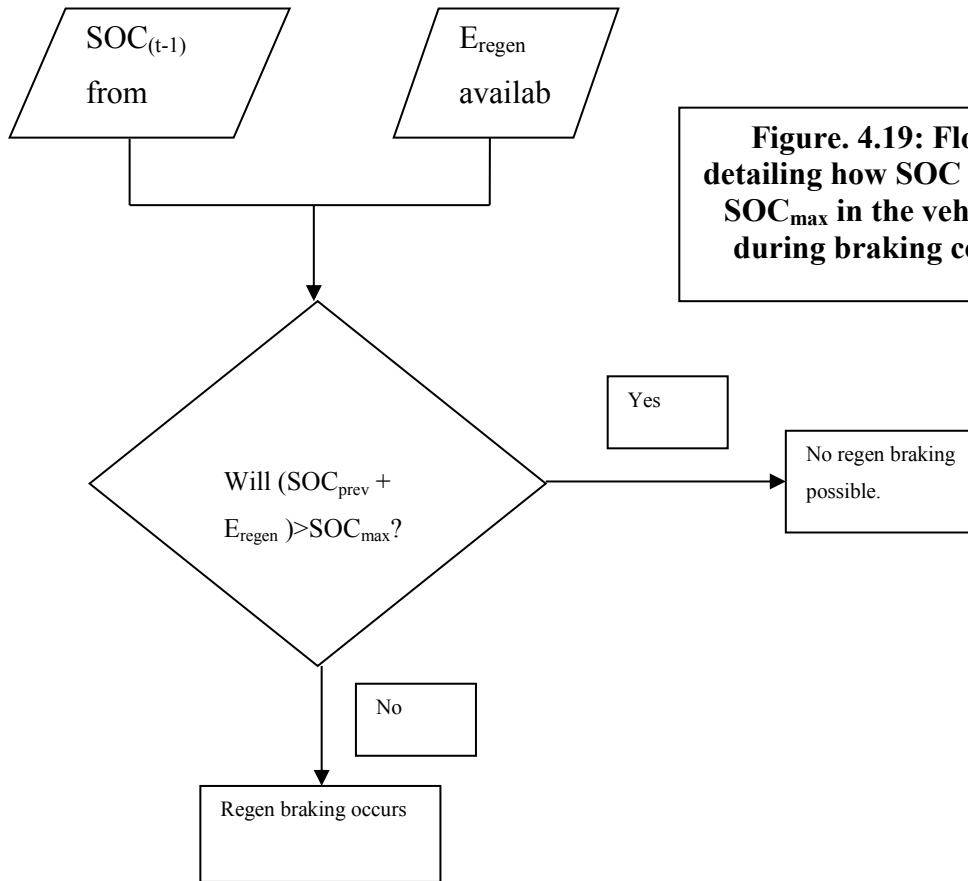 SOC(t-1)
from
Eregen
availab
Figure. 4.19: Flo
detailing how SOC
SOCmax in the veh
during braking co
Yes
No regen braking
possible.
Will (SOCprev +
Eregen )>SOCmax?
No
Regen braking occurs